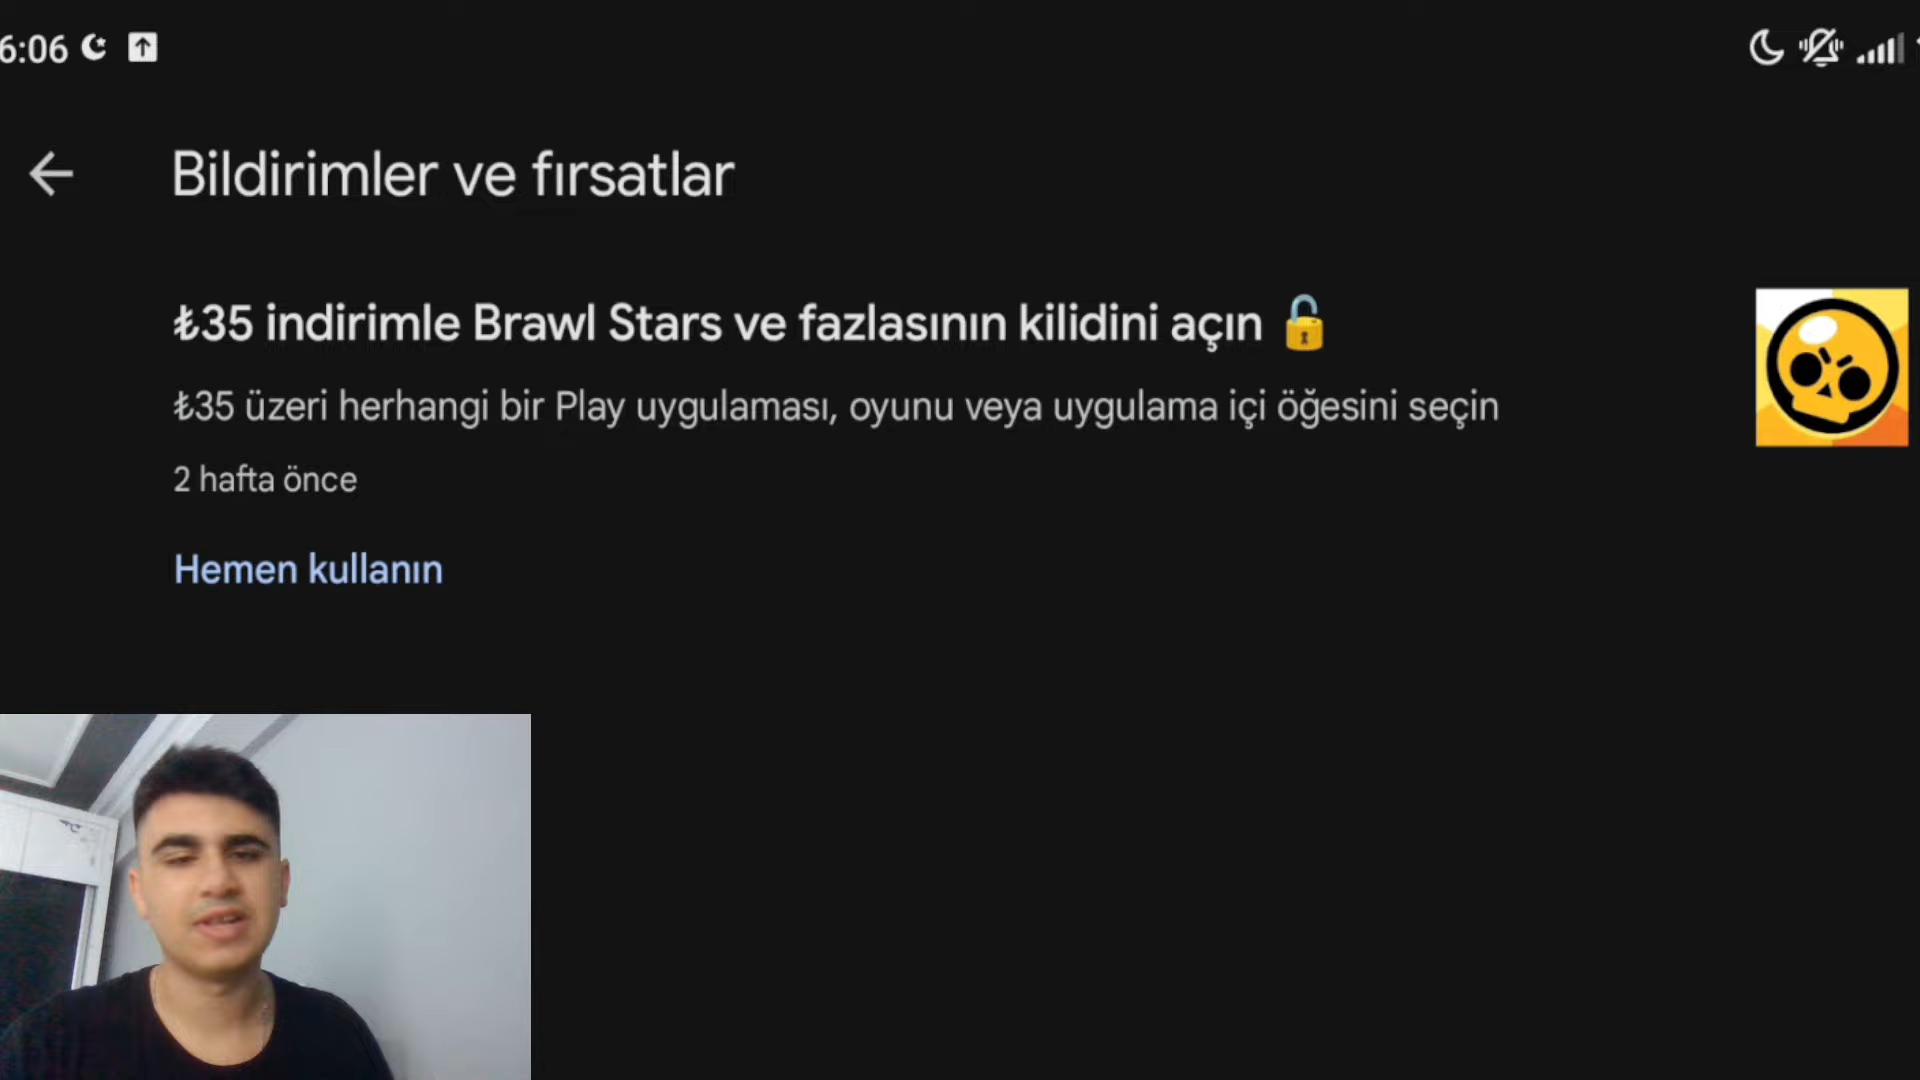 6:06
Bildirimler ve fırsatlar
₺35 indirimle Brawl Stars ve fazlasının kilidini açın 🔓
₺35 üzeri herhangi bir Play uygulaması, oyunu veya uygulama içi öğesini seçin
2 hafta önce
Hemen kullanın